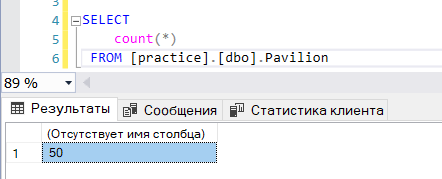 3
4 SELECT
5 count(*)
6 FROM [practice].[dbo].Pavilion
89 %
Результаты Сообщения Статистика клиента
(Отсутствует имя столбца)
1 50